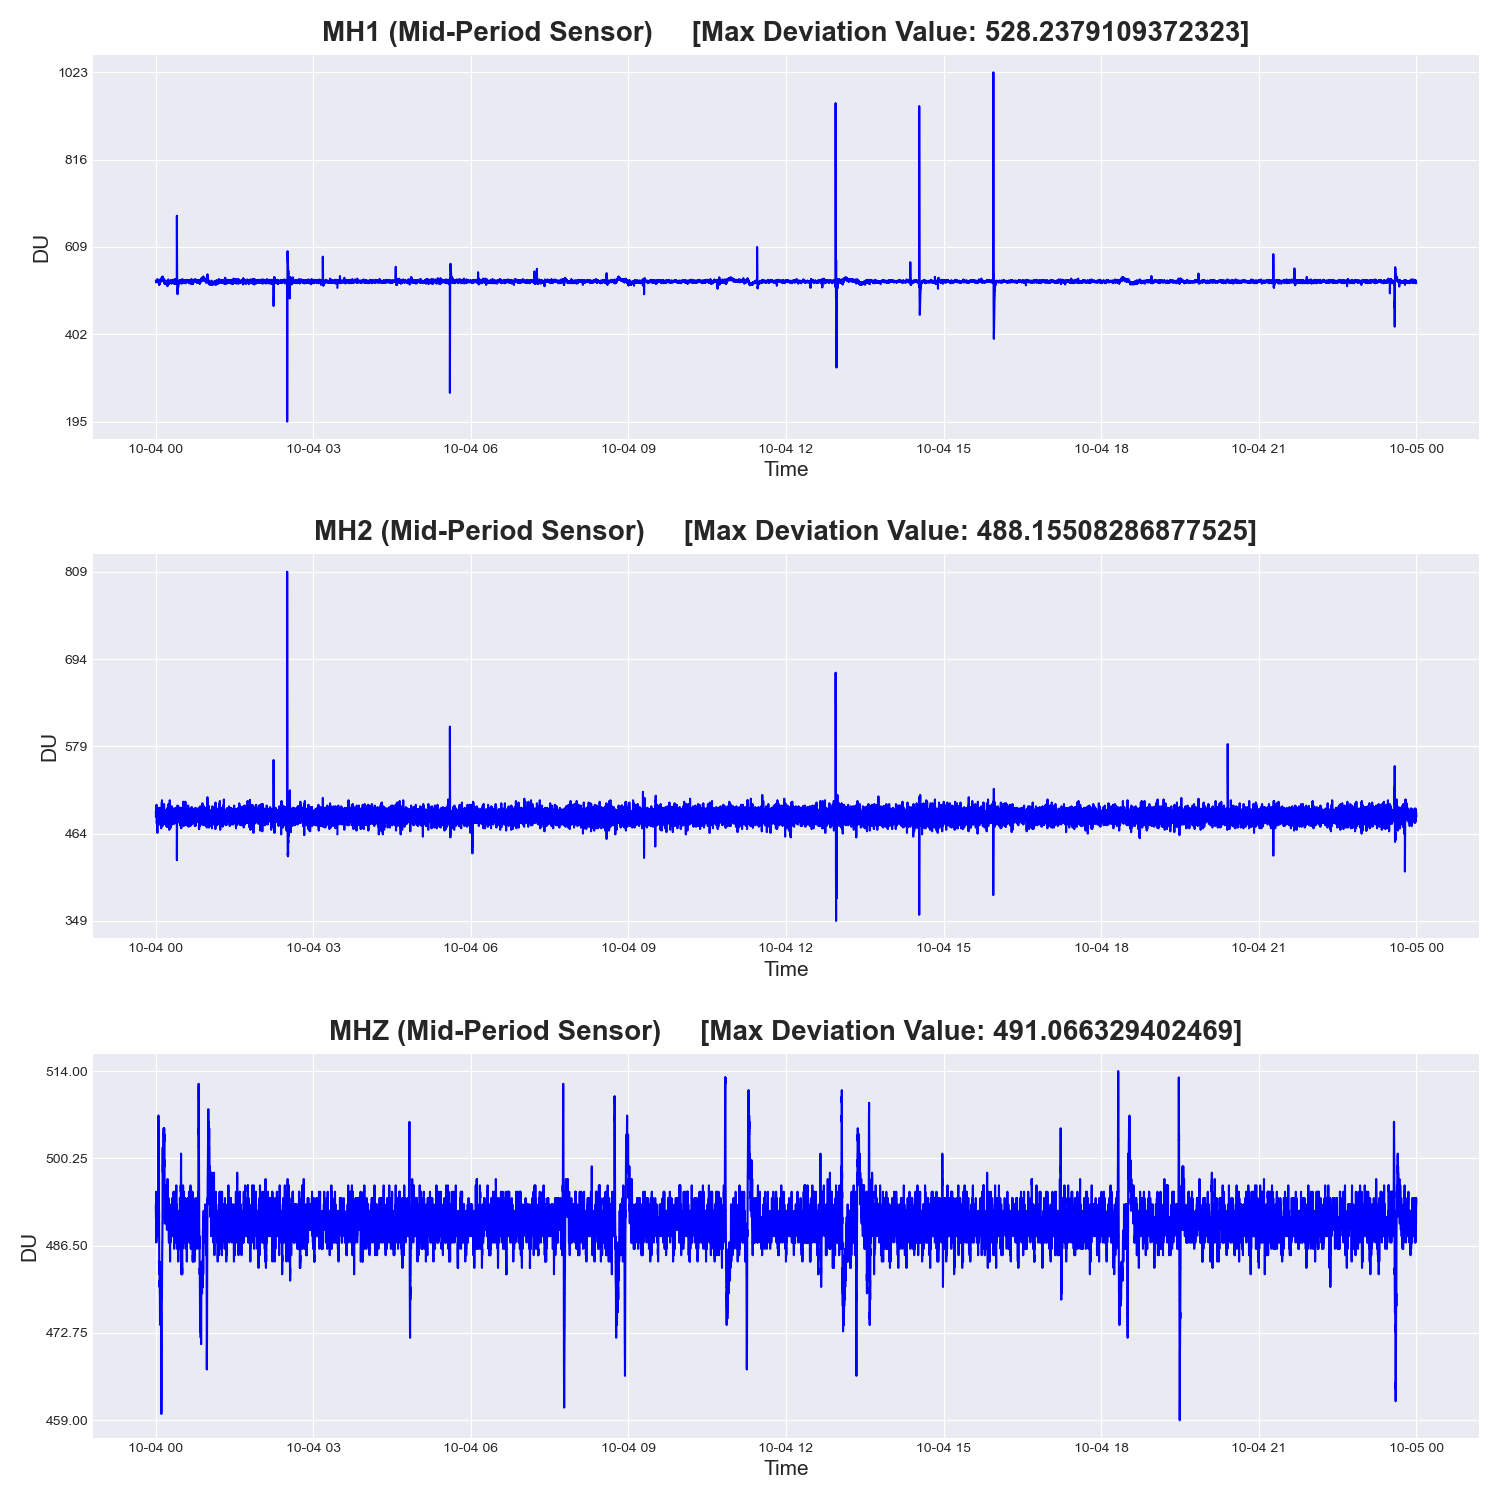 MH1 (Mid-Period Sensor) [Max Deviation Value: 528.2379109372323]
1023
816
609
402
195
DU
10-04 00 10-04 03 10-04 06 10-04 09 10-04 12 10-04 15 10-04 18 10-04 21 10-05 00
Time
MH2 (Mid-Period Sensor) [Max Deviation Value: 488.15508286877525]
809
694
579
464
349
DU
10-04 00 10-04 03 10-04 06 10-04 09 10-04 12 10-04 15 10-04 18 10-04 21 10-05 00
Time
MHZ (Mid-Period Sensor) [Max Deviation Value: 491.066329402469]
514.00
500.25
486.50
472.75
459.00
DU
10-04 00 10-04 03 10-04 06 10-04 09 10-04 12 10-04 15 10-04 18 10-04 21 10-05 00
Time